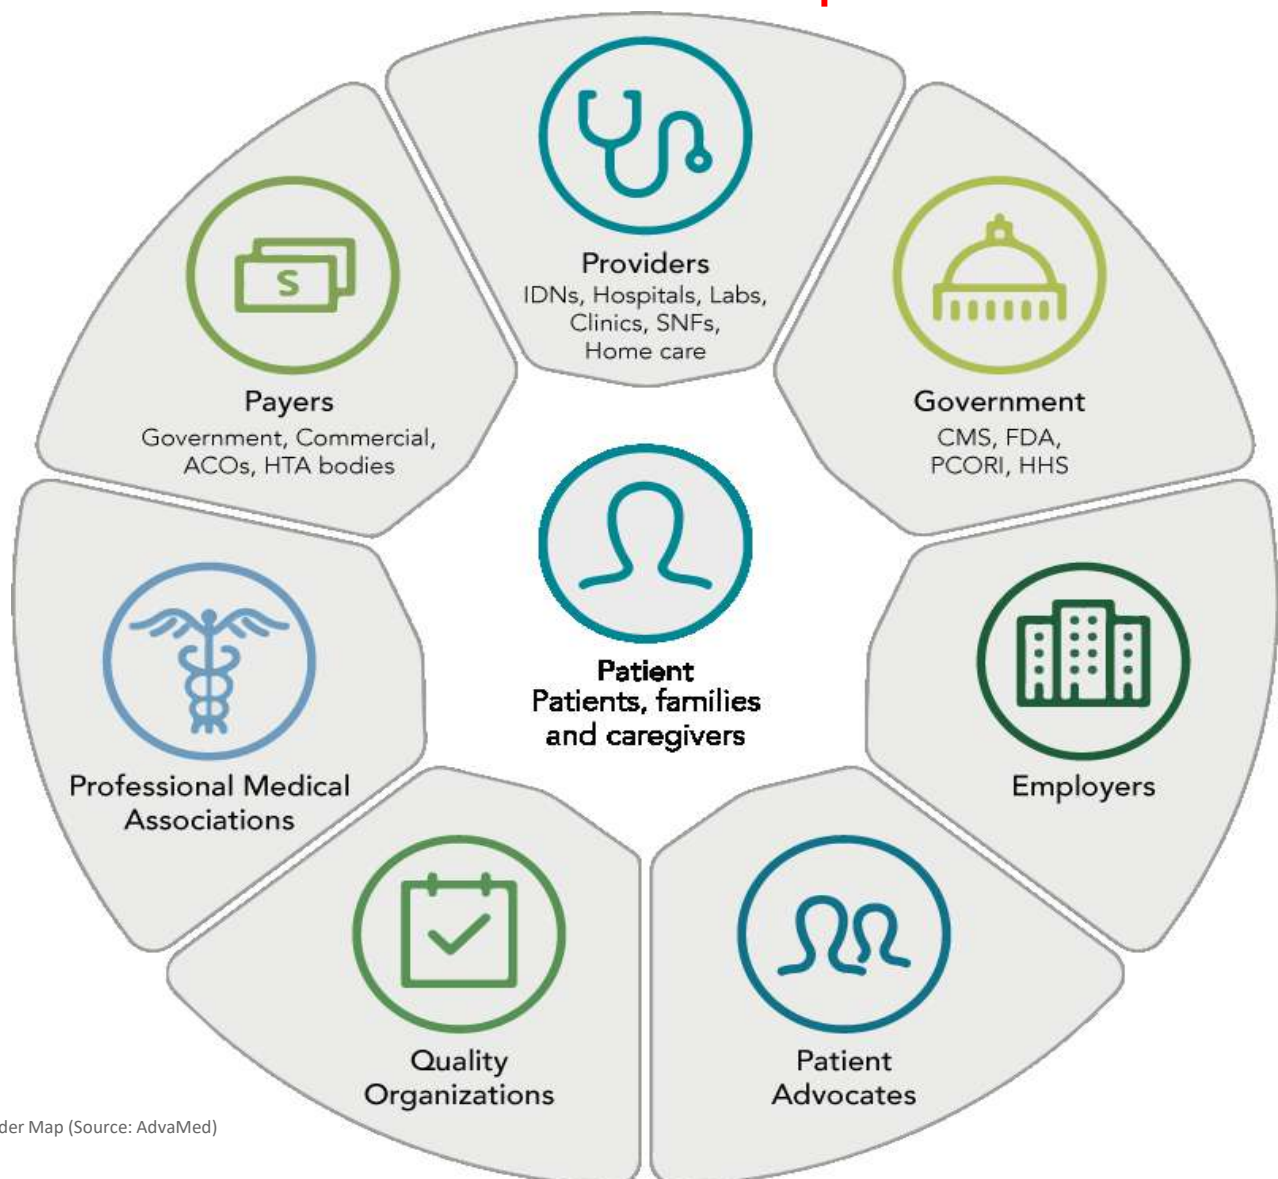 Providers
IDNs, Hospitals, Labs,
Clinics, SNFs,
Home care
Government
CMS, FDA,
PCORI, HHS
Employers
Patient
Advocates
Quality
Organizations
Professional Medical
Associations
Payers
Government, Commercial,
ACOs, HTA bodies
S
Patient
Patients, families
and caregivers
Map (Source: AdvaMed)